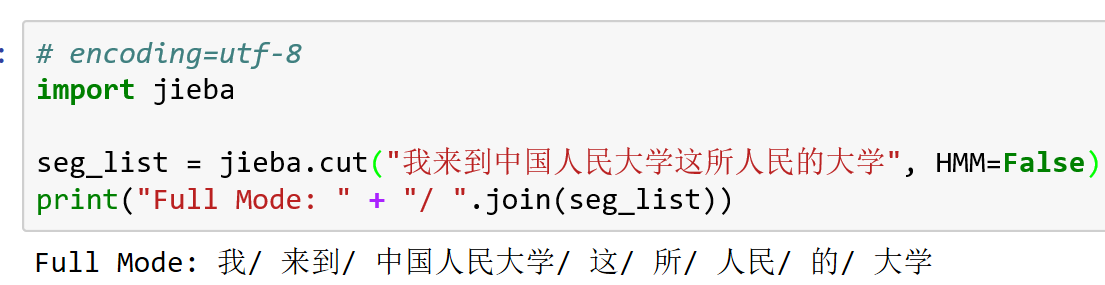 :
# encoding=utf-8
import jieba
seg_list = jieba.cut("我来到中国人民大学这所人民的大学", HMM=False)
print("Full Mode: " + "/ ".join(seg_list))
Full Mode: 我/ 来到/ 中国人民大学/ 这/ 所/ 人民/ 的/ 大学